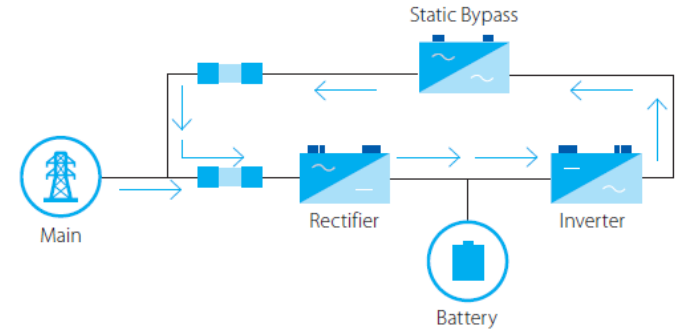 Static Bypass
Main
Rectifier
Inverter
Battery